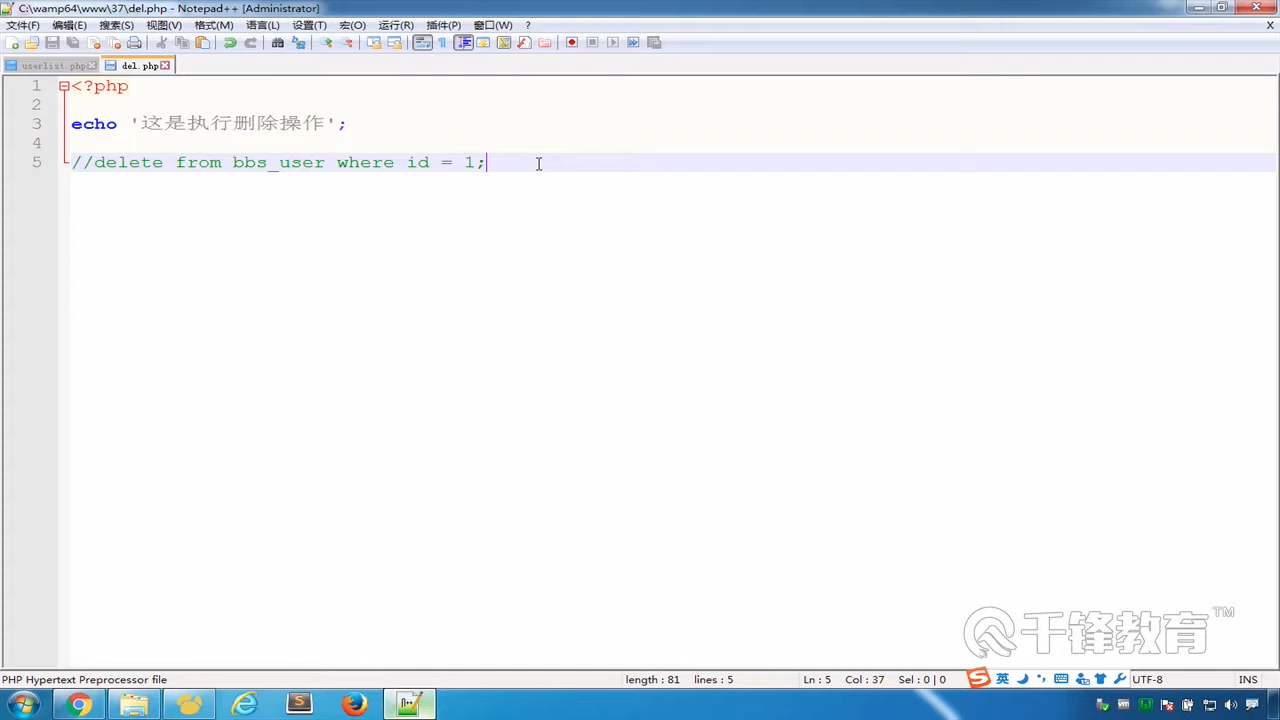 C:\wamp64\www\37\del.php - Notepad++ [Administrator]
文件(F) 编辑(E) 搜索(S) 视图(V) 格式(M) 语言(L) 设置(T) 宏(O) 运行(R) 插件(P) 窗口(W) ? X
userlist.php del.php
1 <?php
2
3 echo '这是执行删除操作';
4
5 //delete from bbs_user where id = 1;
千锋教育™
PHP Hypertext Preprocessor file length : 81 lines : 5 Ln : 5 Col : 37 Sel : 0 | 0 英 UTF-8 INS